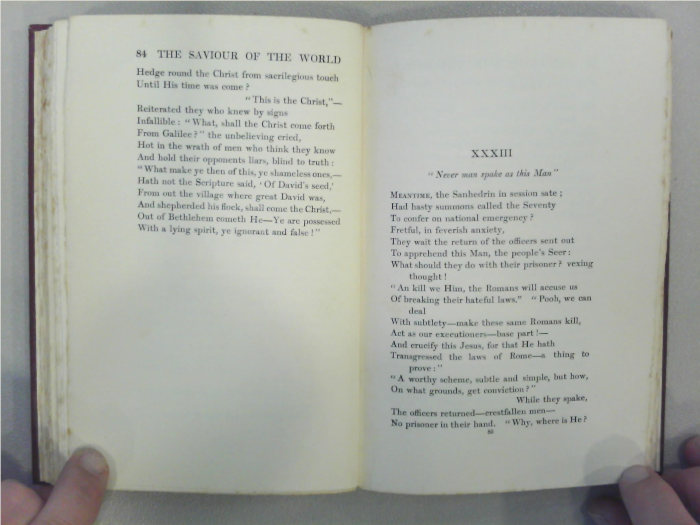 84 THE SAVIOUR OF THE WORLD
Hedge round the Christ from sacrilegious touch
Until His time was come ?
"This is the Christ,"—
Reiterated they who knew by signs
Infallible : "What, shall the Christ come forth
From Galilee ?" the unbelieving cried,
Hot in the wrath of men who think they know
And hold their opponents liars, blind to truth :
"What make ye then of this, ye shameless ones,—
Hath not the Scripture said, 'Of David's seed,'
From out the village where great David was,
And shepherded his flock, shall come the Christ,—
Out of Bethlehem cometh He—Ye are possessed
With a lying spirit, ye ignorant and false !"
XXXIII
"Never man spake as this Man"
MEANTIME, the Sanhedrin in session sate ;
Had hasty summons called the Seventy
To confer on national emergency ?
Fretful, in feverish anxiety,
They wait the return of the officers sent out
To apprehend this Man, the people's Seer :
What should they do with their prisoner ? vexing
thought !
"An kill we Him, the Romans will accuse us
Of breaking their hateful laws." "Pooh, we can
deal
With subtlety—make these same Romans kill,
Act as our executioners—base part !—
And crucify this Jesus, for that He hath
Transgressed the laws of Rome—a thing to
prove :"
"A worthy scheme, subtle and simple, but how,
On what grounds, get conviction ?"
While they spake,
The officers returned—crestfallen men—
No prisoner in their hand. "Why, where is He ?
85